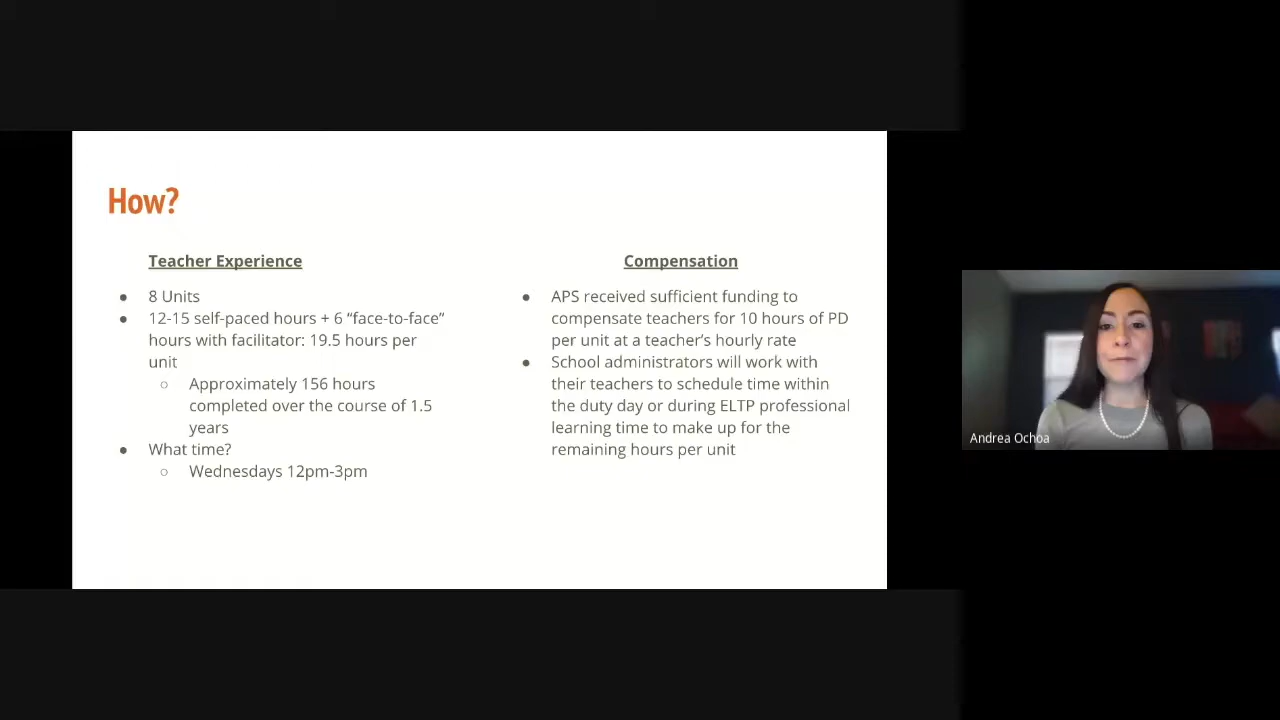 How?
Teacher Experience
● 8 Units
● 12-15 self-paced hours + 6 “face-to-face”
hours with facilitator: 19.5 hours per
unit
○ Approximately 156 hours
completed over the course of 1.5
years
● What time?
○ Wednesdays 12pm-3pm
Compensation
● APS received sufficient funding to
compensate teachers for 10 hours of PD
per unit at a teacher’s hourly rate
● School administrators will work with
their teachers to schedule time within
the duty day or during ELTP professional
learning time to make up for the
remaining hours per unit
Andrea Ochoa